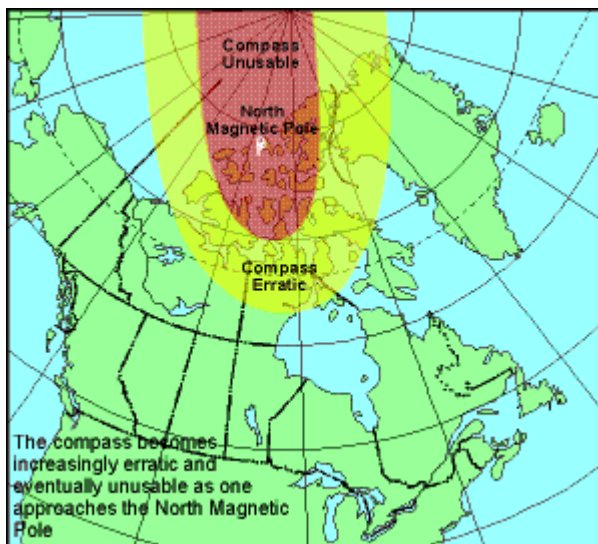 Compass
Unusable
North
Magnetic Pole
Compass
Erratic
The compass becomes
increasingly erratic and
eventually unusable as one
approaches the North Magnetic
Pole